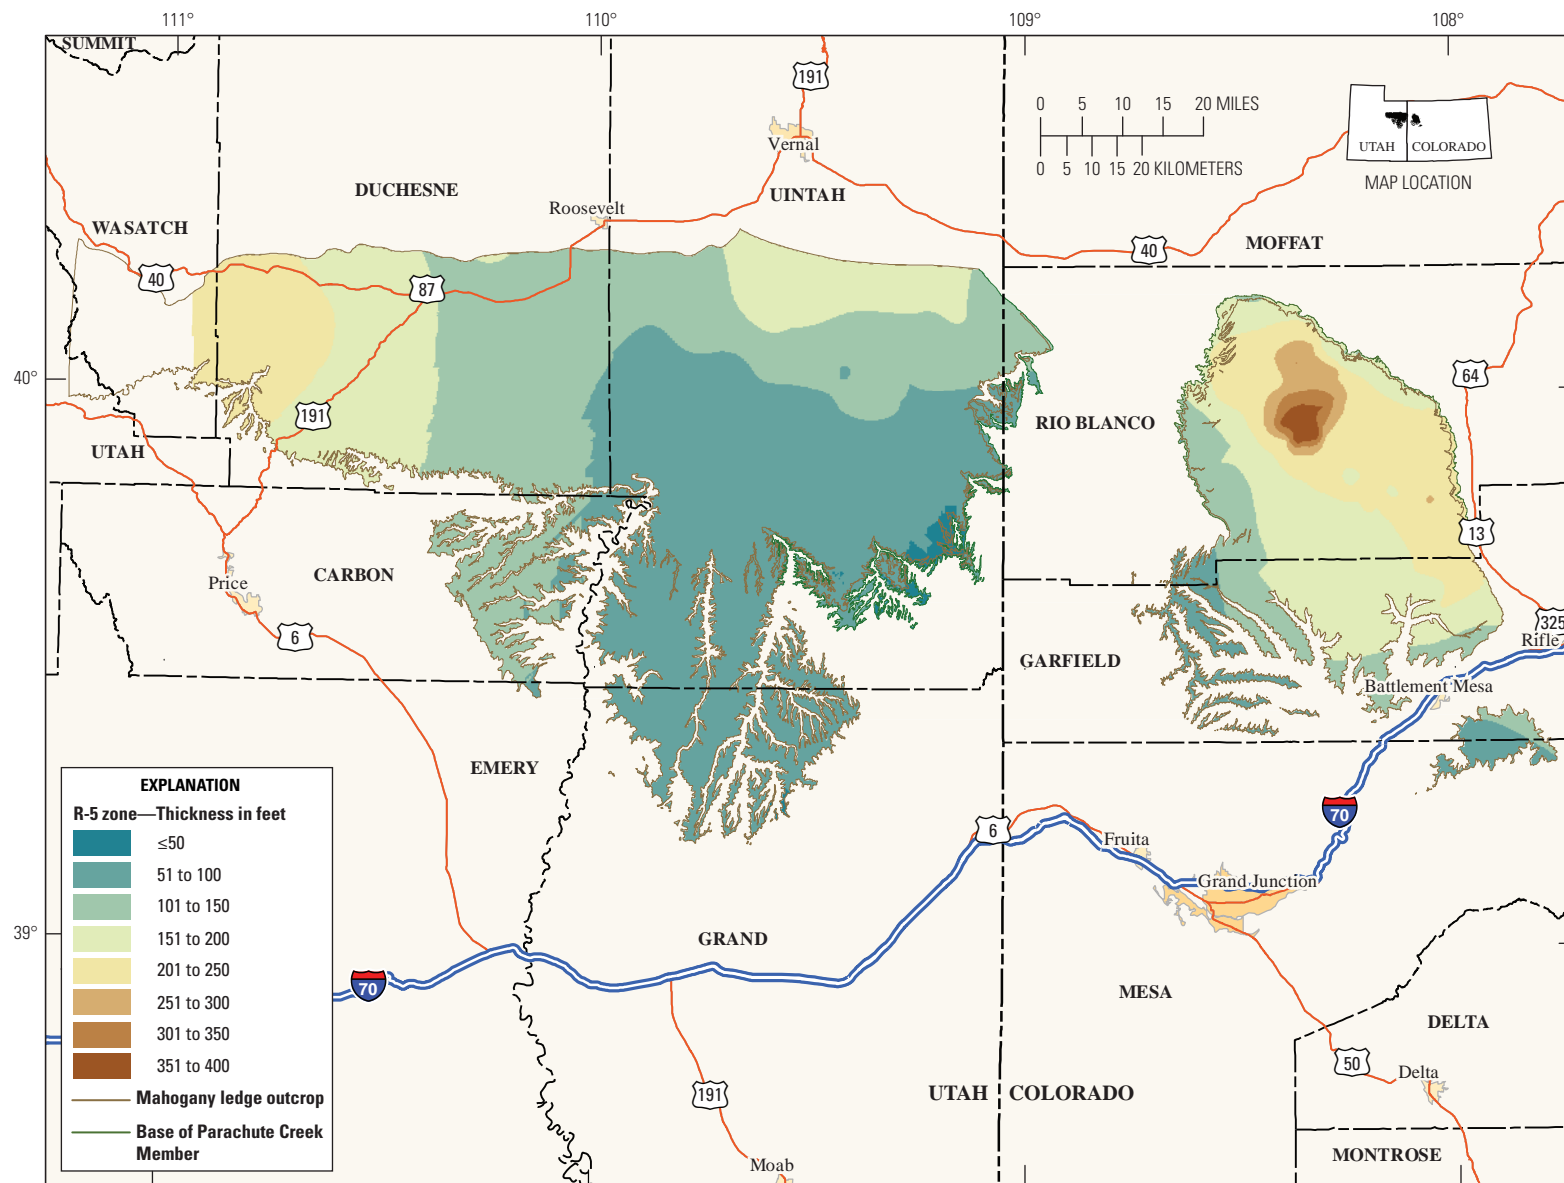 111°
110°
109°
108°
SUMMIT
191
0 5 10 15 20 MILES
0 5 10 15 20 KILOMETERS
UTAH COLORADO
MAP LOCATION
Vernal
DUCHESNE
UINTAH
Roosevelt
WASATCH
40
87
40
MOFFAT
40°
64
191
RIO BLANCO
UTAH
13
CARBON
Price
6
325
Rifle
GARFIELD
Battlement Mesa
EMERY
70
6
Fruita
Grand Junction
39°
GRAND
70
MESA
DELTA
50
Delta
191
UTAH COLORADO
MONTROSE
Moab
EXPLANATION
R-5 zone—Thickness in feet
≤50
51 to 100
101 to 150
151 to 200
201 to 250
251 to 300
301 to 350
351 to 400
Mahogany ledge outcrop
Base of Parachute Creek
Member